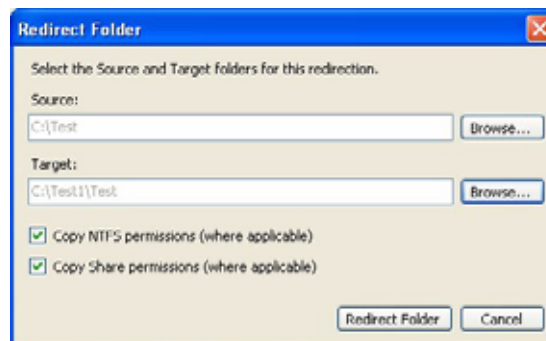 Redirect Folder
Select the Source and Target folders for this redirection.
Source:
C:\Test
Browse...
Target:
C:\Test1\Test
Browse...
Copy NTFS permissions (where applicable)
Copy Share permissions (where applicable)
Redirect Folder
Cancel